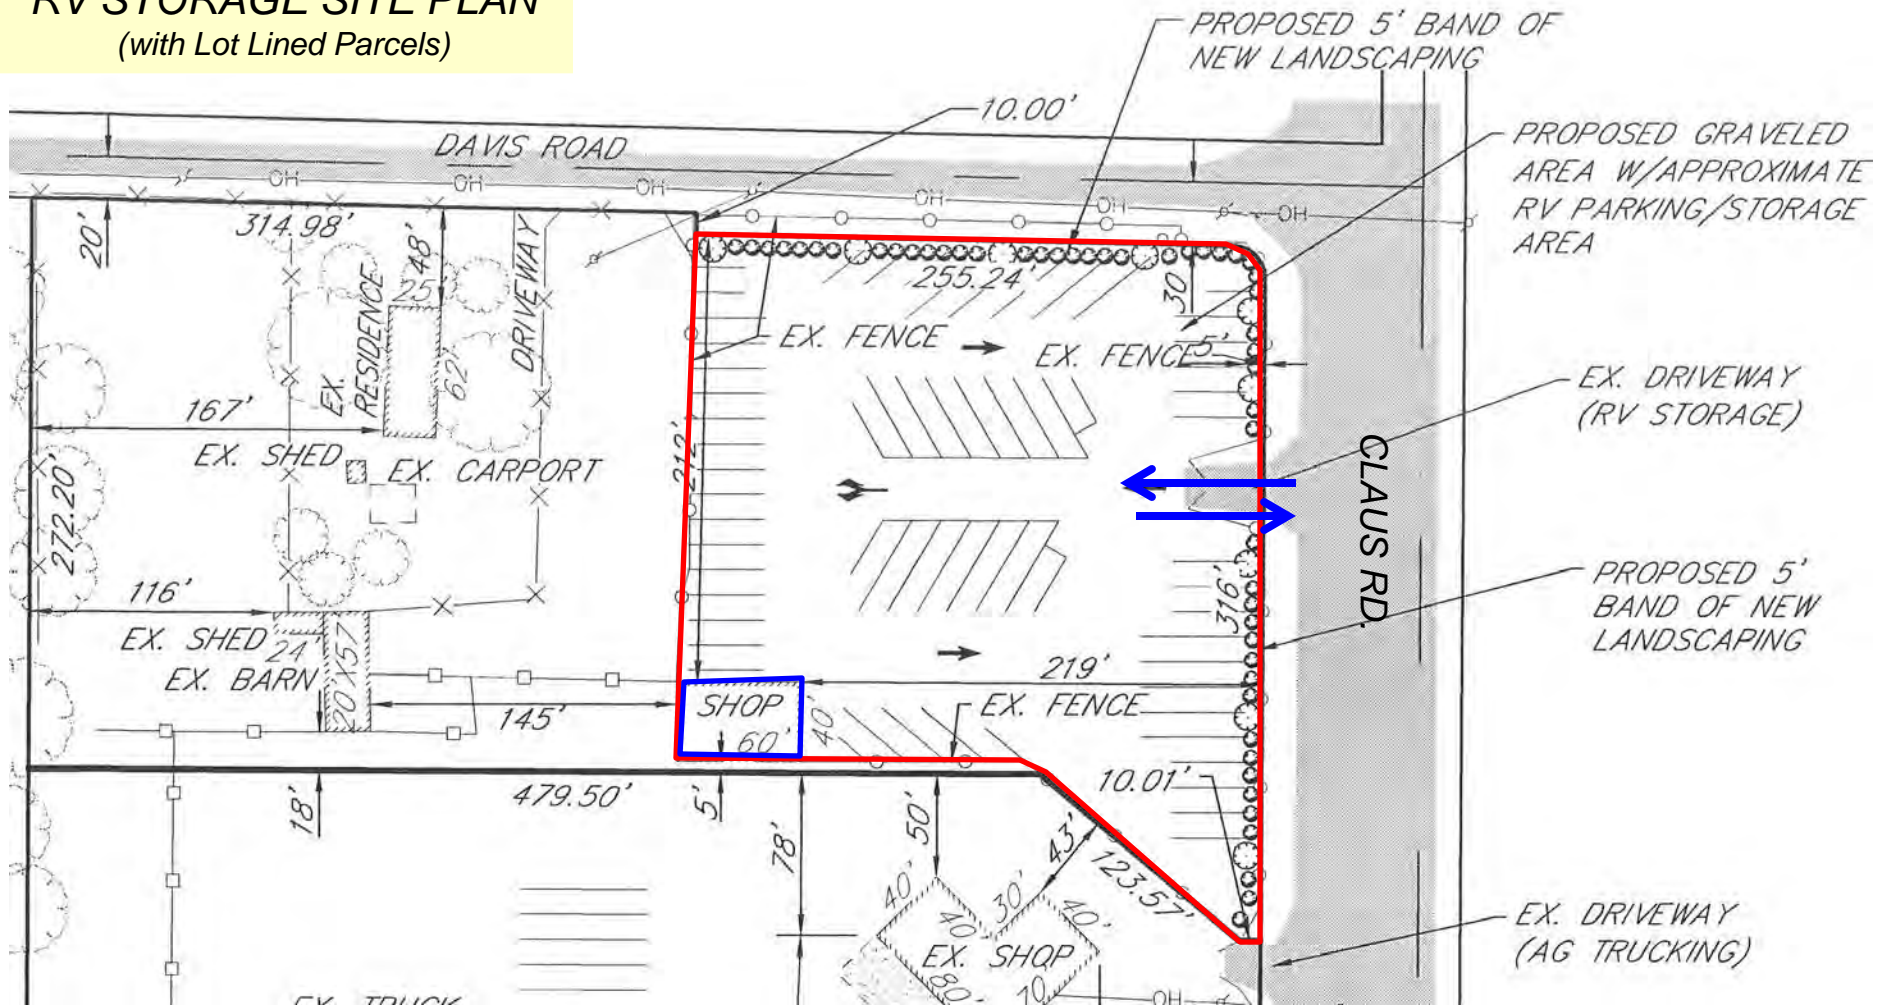 RV STORAGE SITE PLAN
(with Lot Lined Parcels)
PROPOSED 5' BAND OF
NEW LANDSCAPING
10.00'
DAVIS ROAD
PROPOSED GRAVELED
AREA W/APPROXIMATE
RV PARKING/STORAGE
AREA
OH
OH
OH
OH
OH
OH
20'
314.98'
48'
DRIVEWAY
255.24'
30'
25'
EX.
RESIDENCE
62'
EX. FENCE
EX. FENCE
5'
EX. DRIVEWAY
(RV STORAGE)
167'
EX. SHED
EX. CARPORT
212'
272.20'
CLAUS RD.
116'
EX. SHED
24'
EX. BARN
20 X57
145'
SHOP
60'
40'
219'
EX. FENCE
316'
PROPOSED 5'
BAND OF NEW
LANDSCAPING
18'
479.50'
5'
78'
50'
43'
10.01'
123.57'
40'
40'
30'
40'
EX. SHOP
80'
70
OH
EX. DRIVEWAY
(AG TRUCKING)
EX. TRUCK